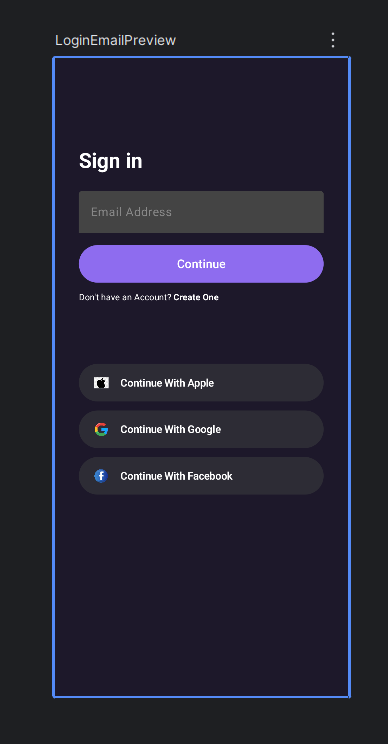 LoginEmailPreview
Sign in
Email Address
Continue
Don't have an Account? Create One
Continue With Apple
Continue With Google
Continue With Facebook